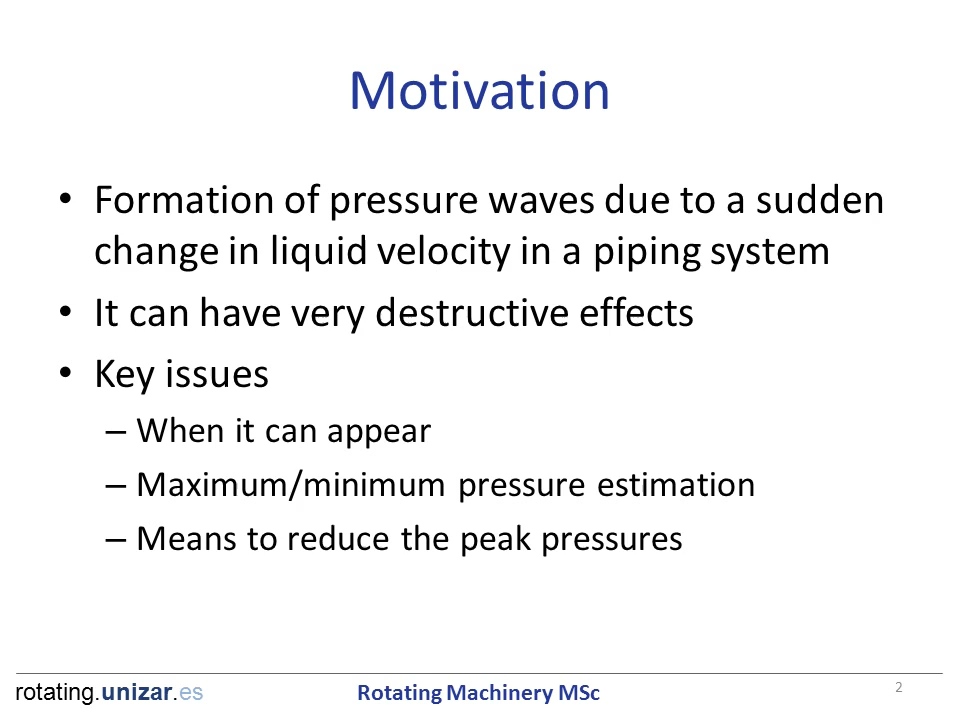 Motivation
• Formation of pressure waves due to a sudden
change in liquid velocity in a piping system
• It can have very destructive effects
• Key issues
– When it can appear
– Maximum/minimum pressure estimation
– Means to reduce the peak pressures
rotating.unizar.es
Rotating Machinery MSc
2